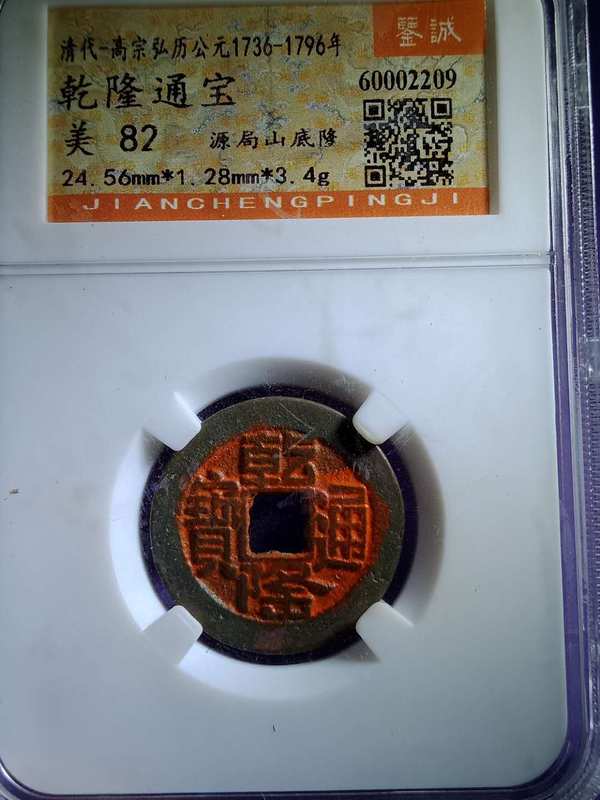 清代-高宗弘历公元1736-1796年
鑒誠
乾隆通宝
60002209
美 82 源局山底隆
24.56mm*1.28mm*3.4g
JIANCHENGPINGJI
乾隆通寶